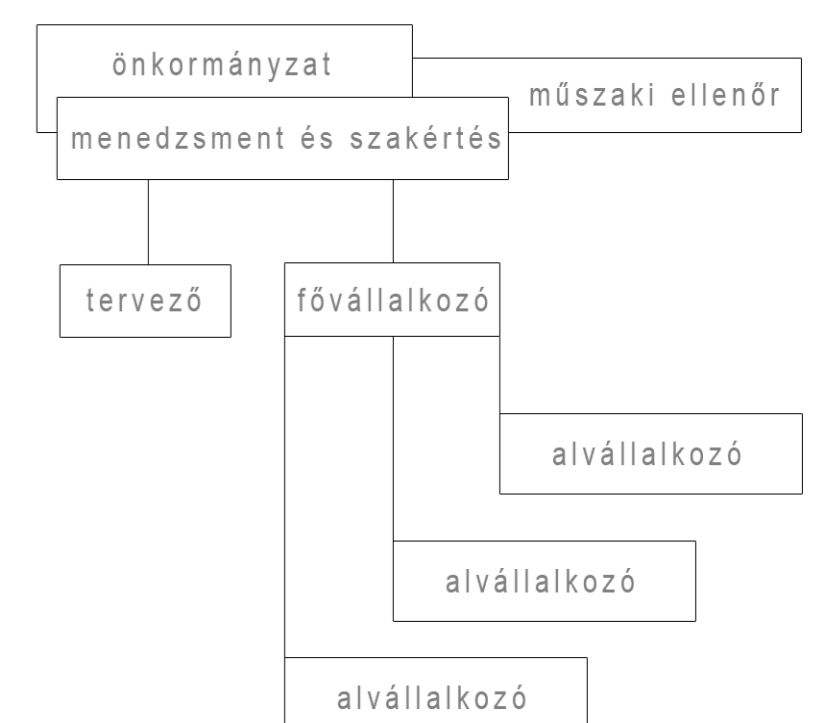 önkormányzat
műszaki ellenőr
menedzsment és szakértés
tervező
fővállalkozó
alvállalkozó
alvállalkozó
alvállalkozó